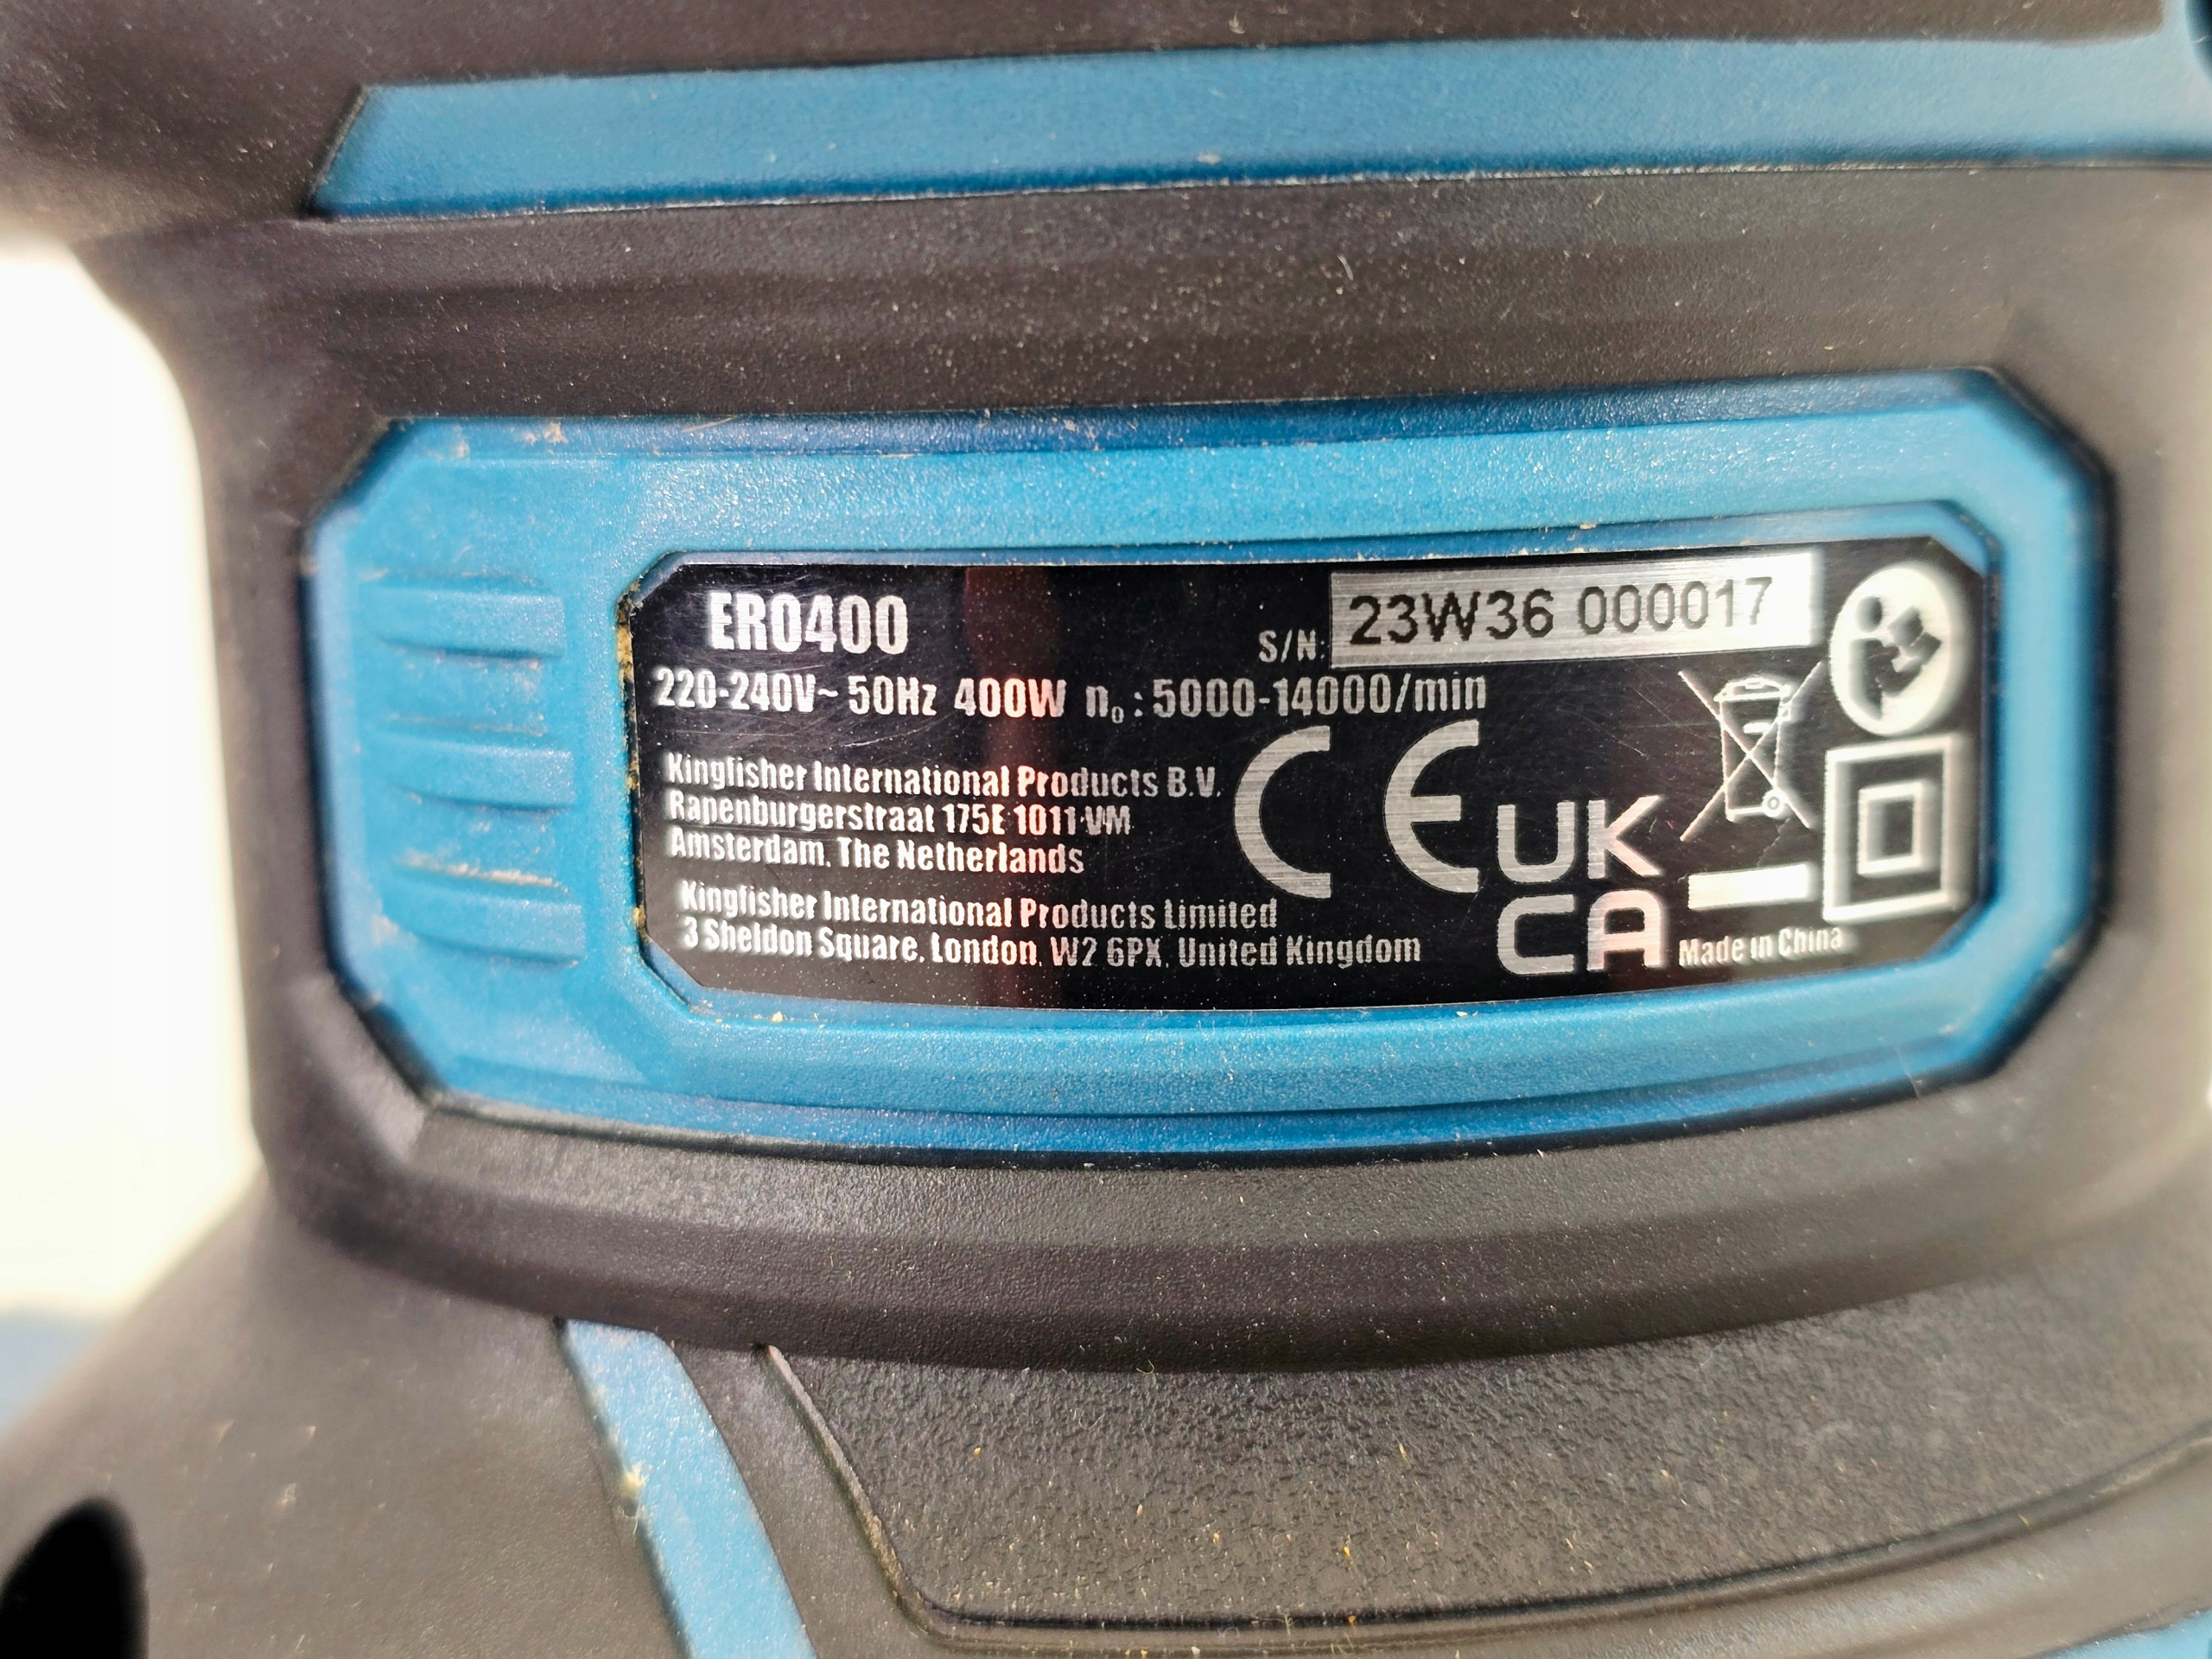 ERO400
S/N: 23W36 000017
220-240V~ 50Hz 400W n₀ : 5000-14000/min
Kingfisher International Products B.V.
Rapenburgerstraat 175E 1011 VM
Amsterdam, The Netherlands
Kingfisher International Products Limited
3 Sheldon Square, London, W2 6PX, United Kingdom
CE
UK
CA
Made in China